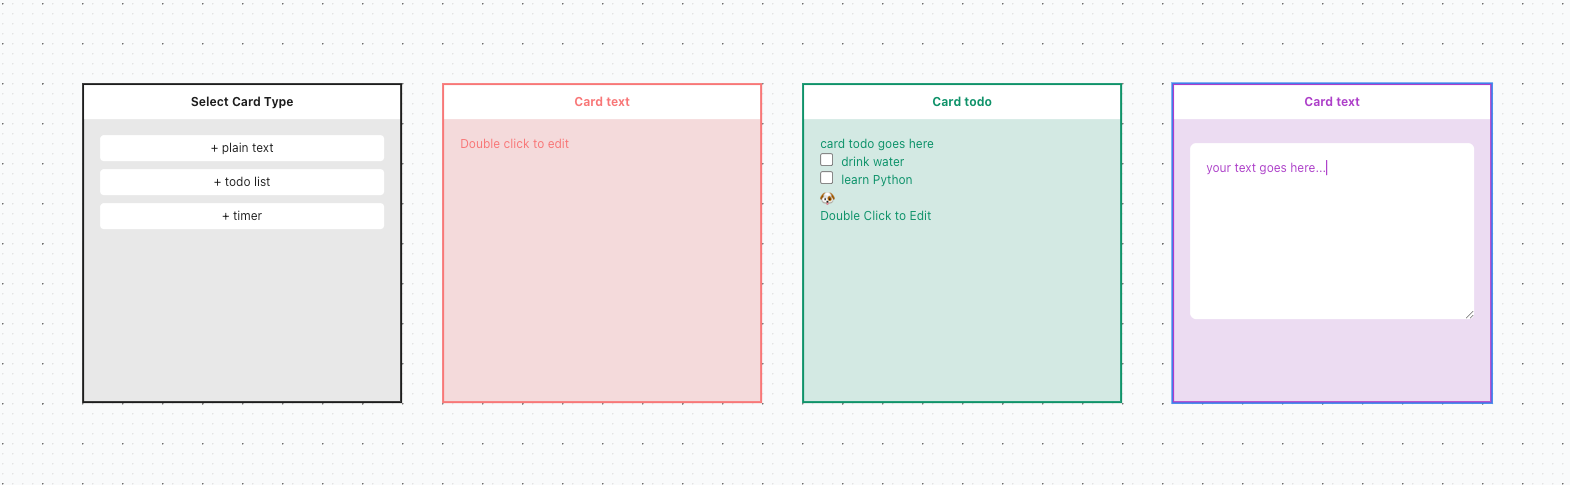 Select Card Type
+ plain text
+ todo list
+ timer
Card text
Double click to edit
Card todo
card todo goes here
drink water
learn Python
🐶
Double Click to Edit
Card text
your text goes here...